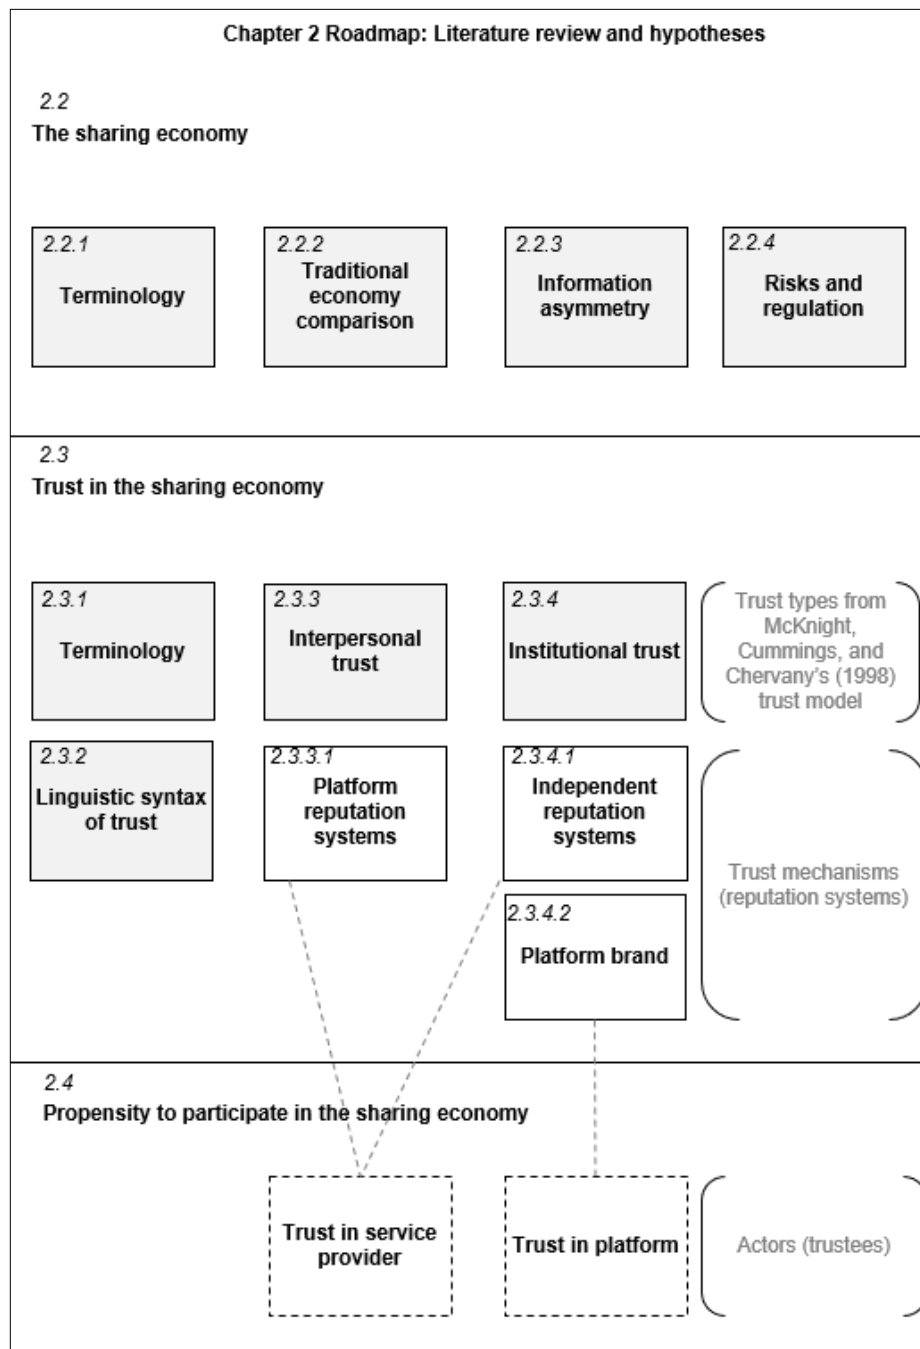 Chapter 2 Roadmap: Literature review and hypotheses
2.2
The sharing economy
2.2.1
Terminology
2.2.2
Traditional
economy
comparison
2.2.3
Information
asymmetry
2.2.4
Risks and
regulation
2.3
Trust in the sharing economy
2.3.1
Terminology
2.3.3
Interpersonal
trust
2.3.4
Institutional trust
Trust types from
McKnight,
Cummings, and
Chervany's (1998)
trust model
2.3.2
Linguistic syntax
of trust
2.3.3.1
Platform
reputation
systems
2.3.4.1
Independent
reputation
systems
2.3.4.2
Platform brand
Trust mechanisms
(reputation systems)
2.4
Propensity to participate in the sharing economy
Trust in service
provider
Trust in platform
Actors (trustees)